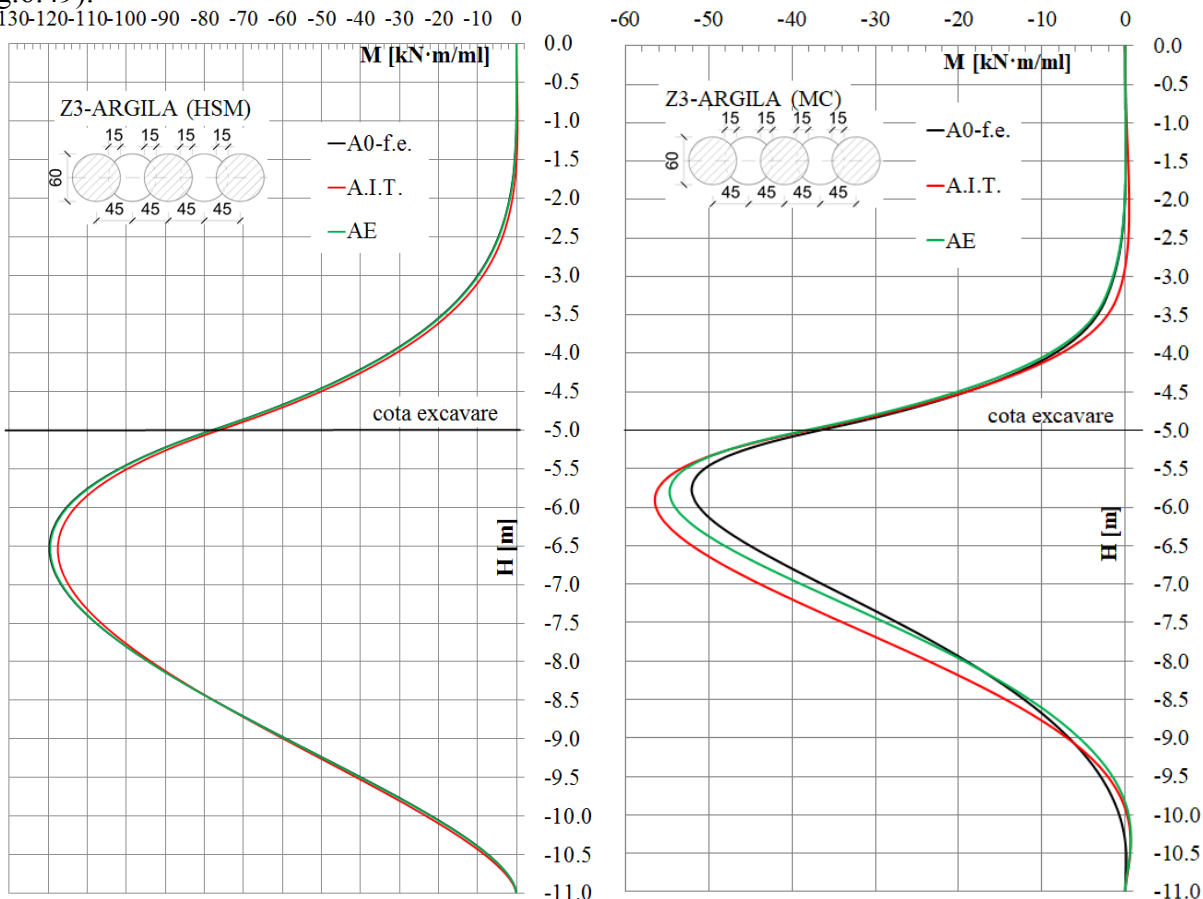 g.6.49).
130-120 -110 -100 -90 -80 -70 -60 -50 -40 -30 -20 -10 0
M [kN·m/ml]
Z3-ARGILA (HSM)
15 15 15 15
60
45 45 45 45
A0-f.e.
A.I.T.
AE
cota excavare
H [m]
0.0
-0.5
-1.0
-1.5
-2.0
-2.5
-3.0
-3.5
-4.0
-4.5
-5.0
-5.5
-6.0
-6.5
-7.0
-7.5
-8.0
-8.5
-9.0
-9.5
-10.0
-10.5
-11.0
-60 -50 -40 -30 -20 -10 0
M [kN·m/ml]
Z3-ARGILA (MC)
15 15 15 15
60
45 45 45 45
A0-f.e.
A.I.T.
AE
cota excavare
H [m]
0.0
-0.5
-1.0
-1.5
-2.0
-2.5
-3.0
-3.5
-4.0
-4.5
-5.0
-5.5
-6.0
-6.5
-7.0
-7.5
-8.0
-8.5
-9.0
-9.5
-10.0
-10.5
-11.0